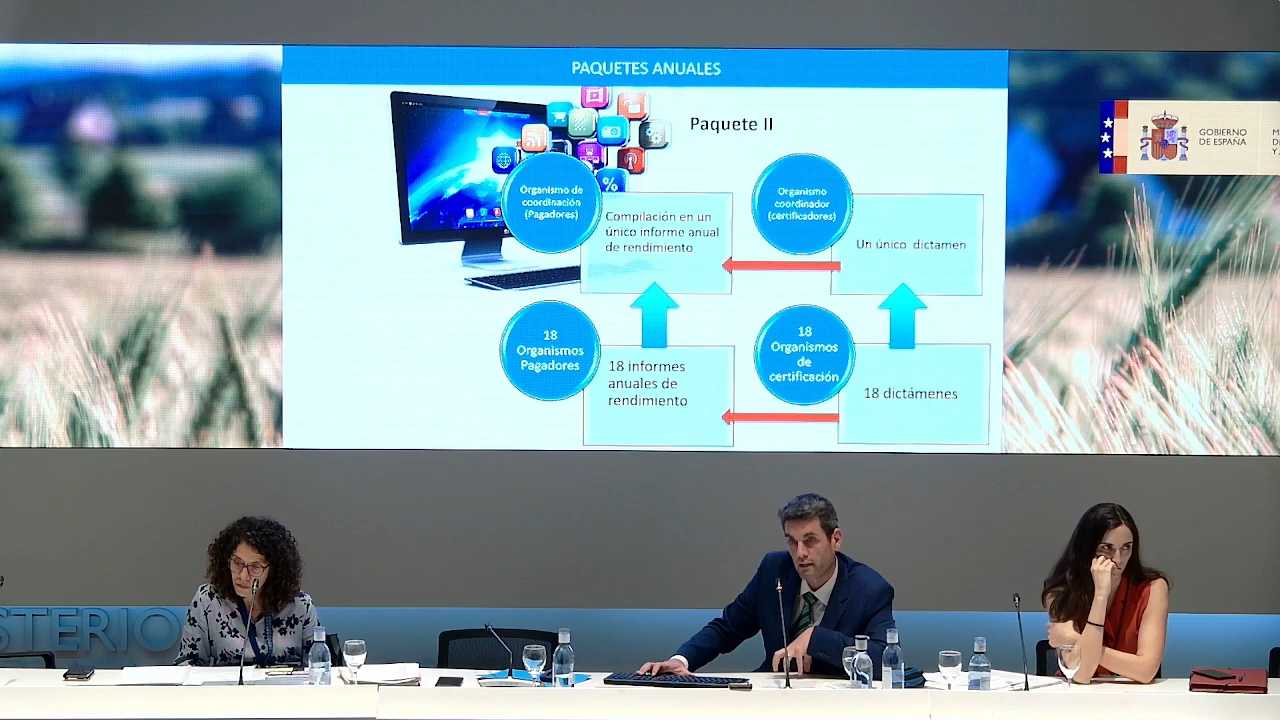 PAQUETES ANUALES
Paquete II
GOBIERNO
DE ESPAÑA
M
DE
Y
%
Organismo de
coordinación
(Pagadores)
Compilación en un
único informe anual
de rendimiento
Organismo
coordinador
(certificadores)
Un único dictamen
18
Organismos
Pagadores
18 informes
anuales de
rendimiento
18
Organismos
de
certificación
18 dictámenes
STERIO